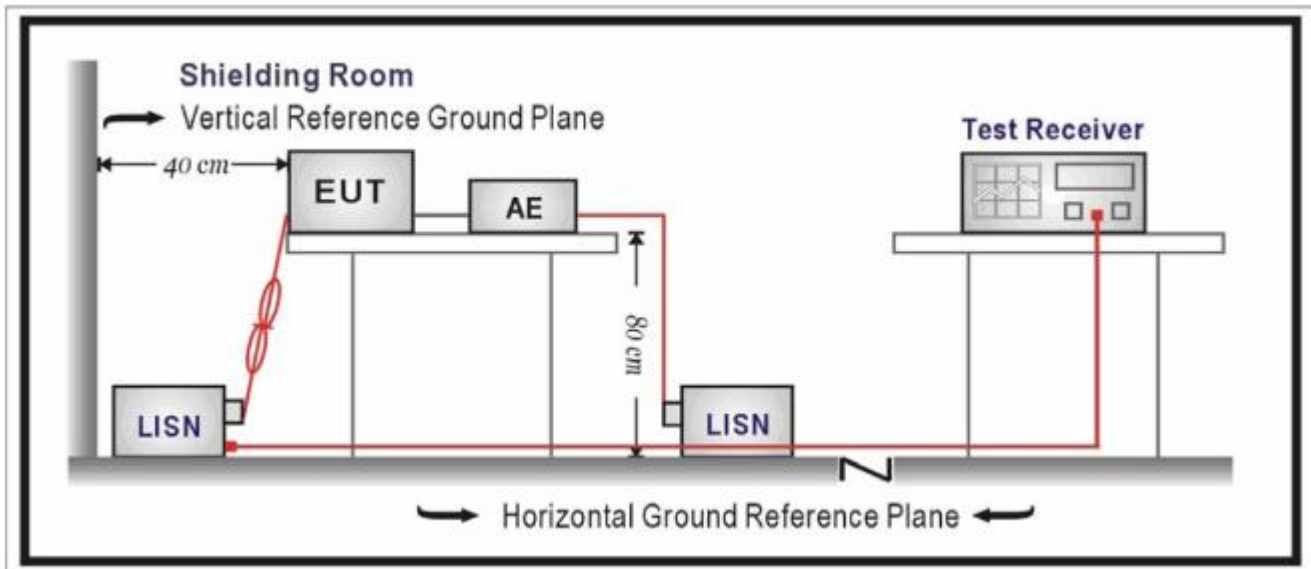 Shielding Room
Vertical Reference Ground Plane
40 cm
EUT
AE
Test Receiver
80 cm
LISN
LISN
Horizontal Ground Reference Plane